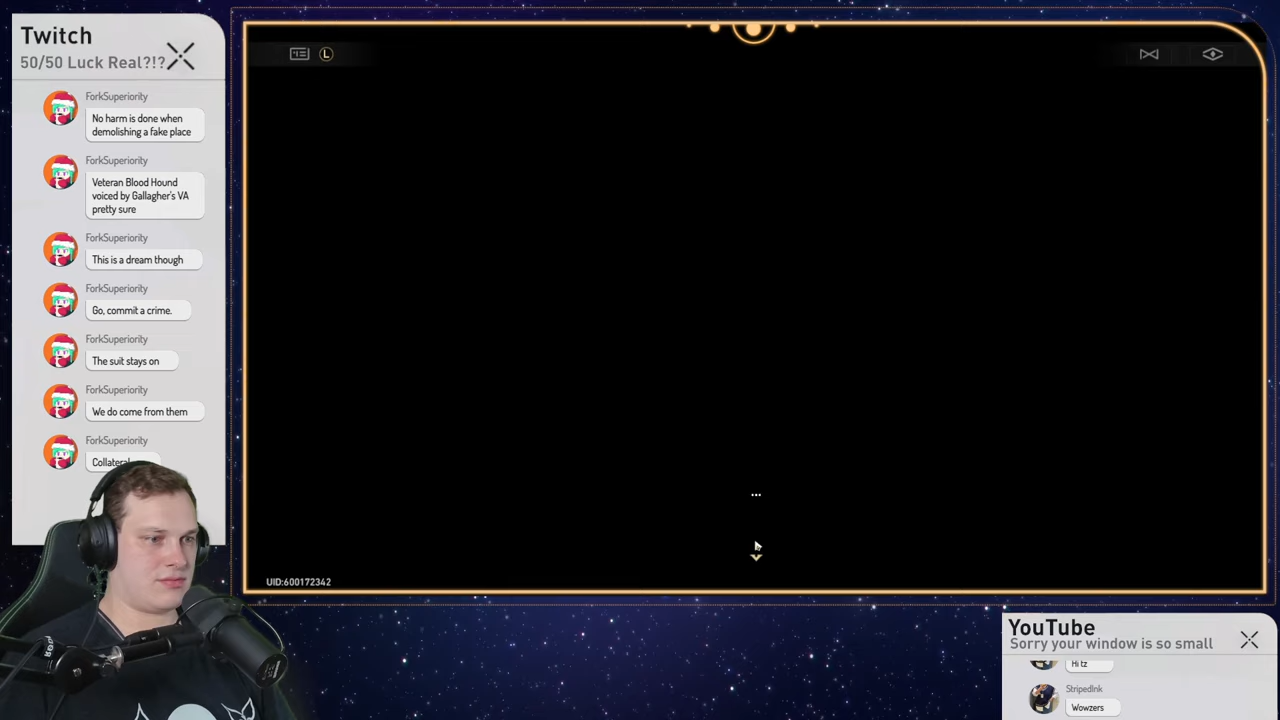 Twitch
50/50 Luck Real?!?
ForkSuperiority
No harm is done when
demolishing a fake place
ForkSuperiority
Veteran Blood Hound
voiced by Gallagher's VA
pretty sure
ForkSuperiority
This is a dream though
ForkSuperiority
Go, commit a crime.
ForkSuperiority
The suit stays on
ForkSuperiority
We do come from them
ForkSuperiority
Collateral
L
...
UID:600172342
YouTube
Sorry your window is so small
Hi tz
StripedInk
Wowzers